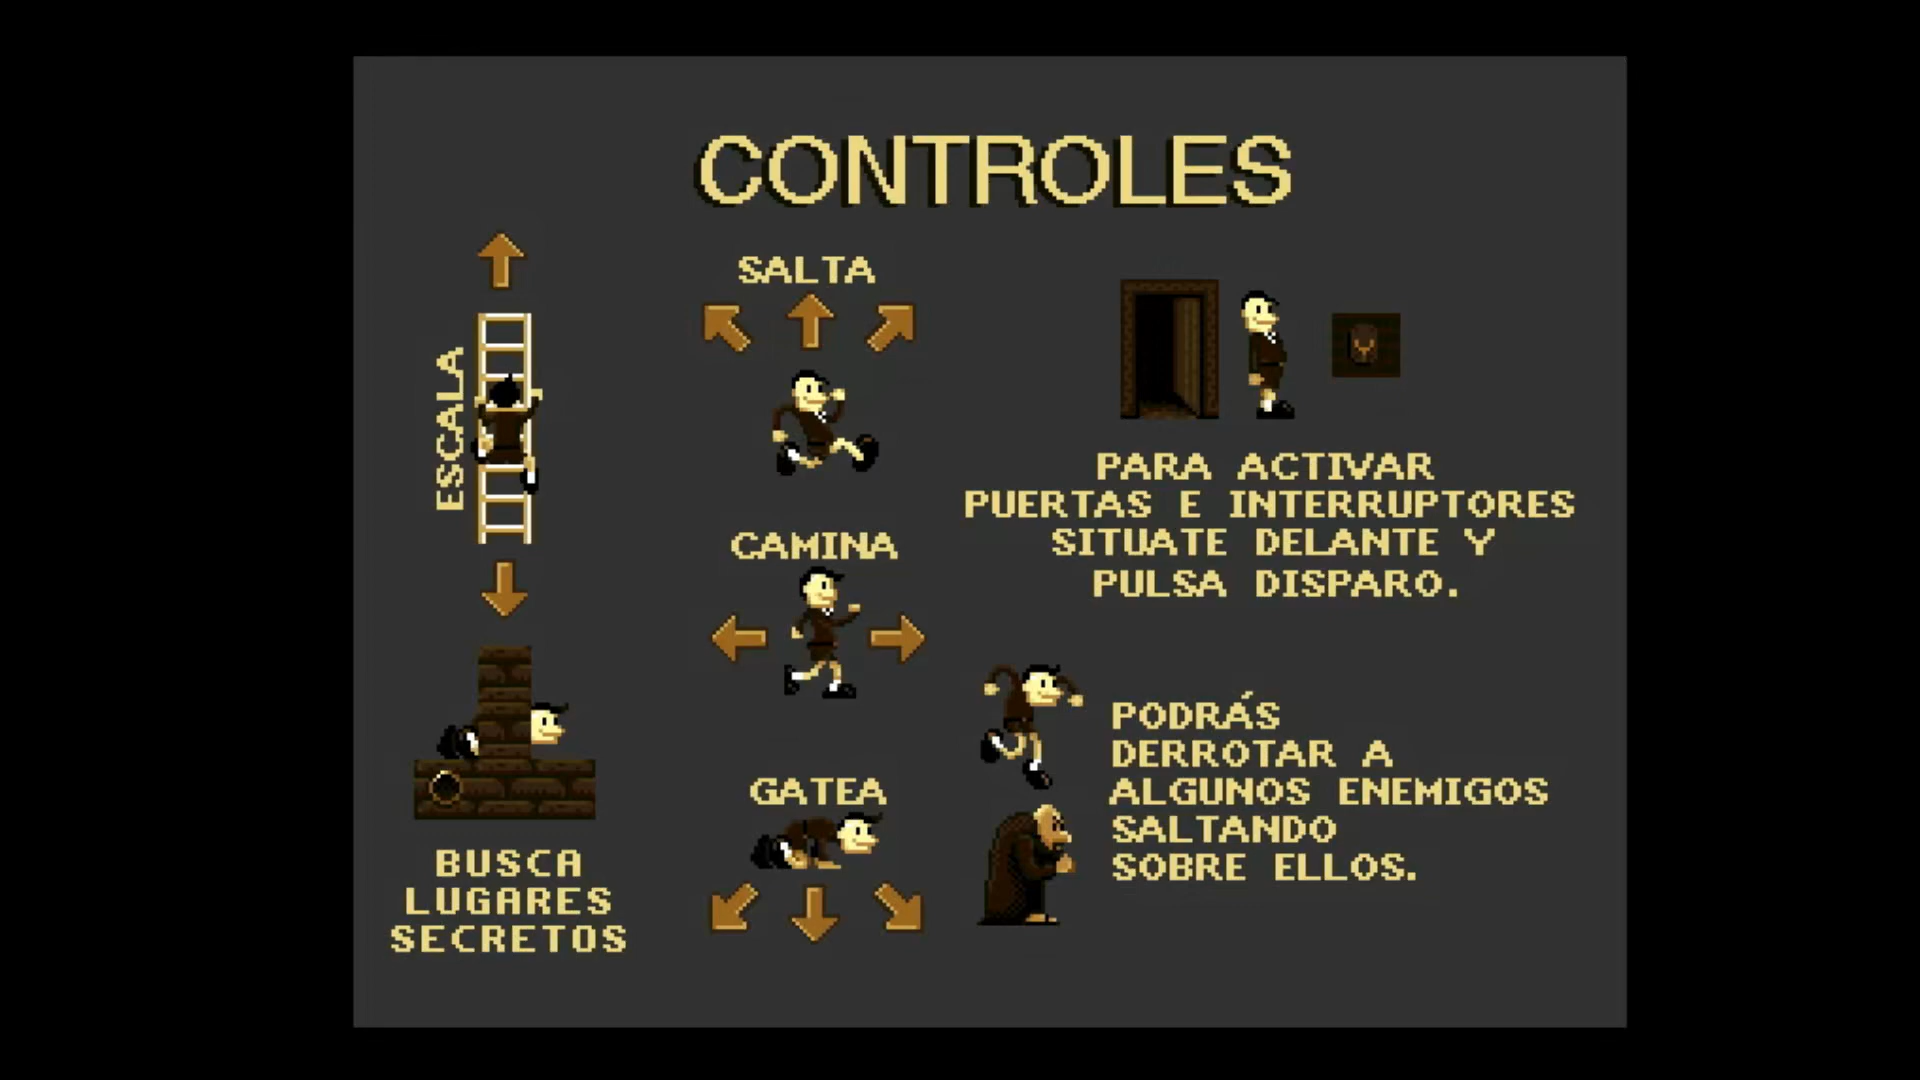 CONTROLES
ESCALA
BUSCA
LUGARES
SECRETOS
SALTA
CAMINA
GATEA
PARA ACTIVAR
PUERTAS E INTERRUPTORES
SITUATE DELANTE Y
PULSA DISPARO.
PODRÁS
DERROTAR A
ALGUNOS ENEMIGOS
SALTANDO
SOBRE ELLOS.